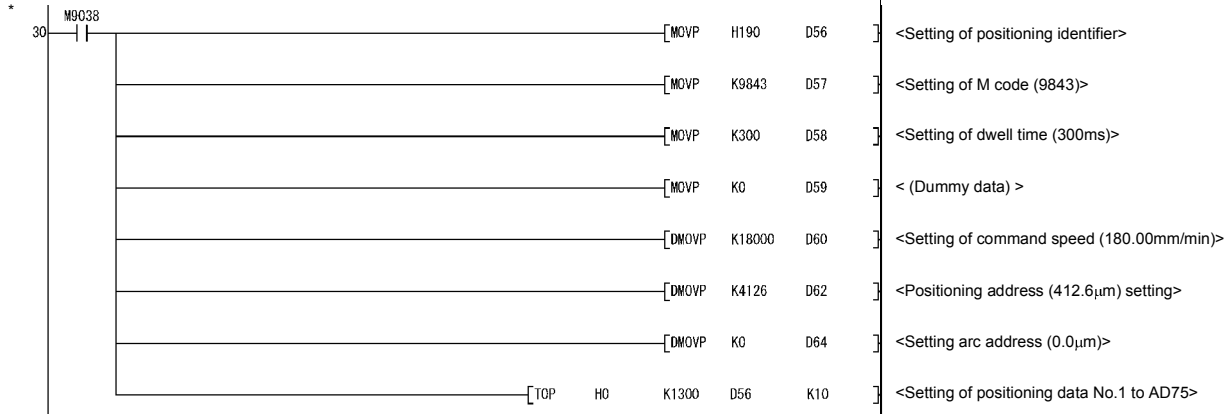 *
M9038
30 [MOVP H190 D56 ] <Setting of positioning identifier>
[MOVP K9843 D57 ] <Setting of M code (9843)>
[MOVP K300 D58 ] <Setting of dwell time (300ms)>
[MOVP K0 D59 ] < (Dummy data) >
[DMOVP K18000 D60 ] <Setting of command speed (180.00mm/min)>
[DMOVP K4126 D62 ] <Positioning address (412.6μm) setting>
[DMOVP K0 D64 ] <Setting arc address (0.0μm)>
[TOP H0 K1300 D56 K10 ] <Setting of positioning data No.1 to AD75>